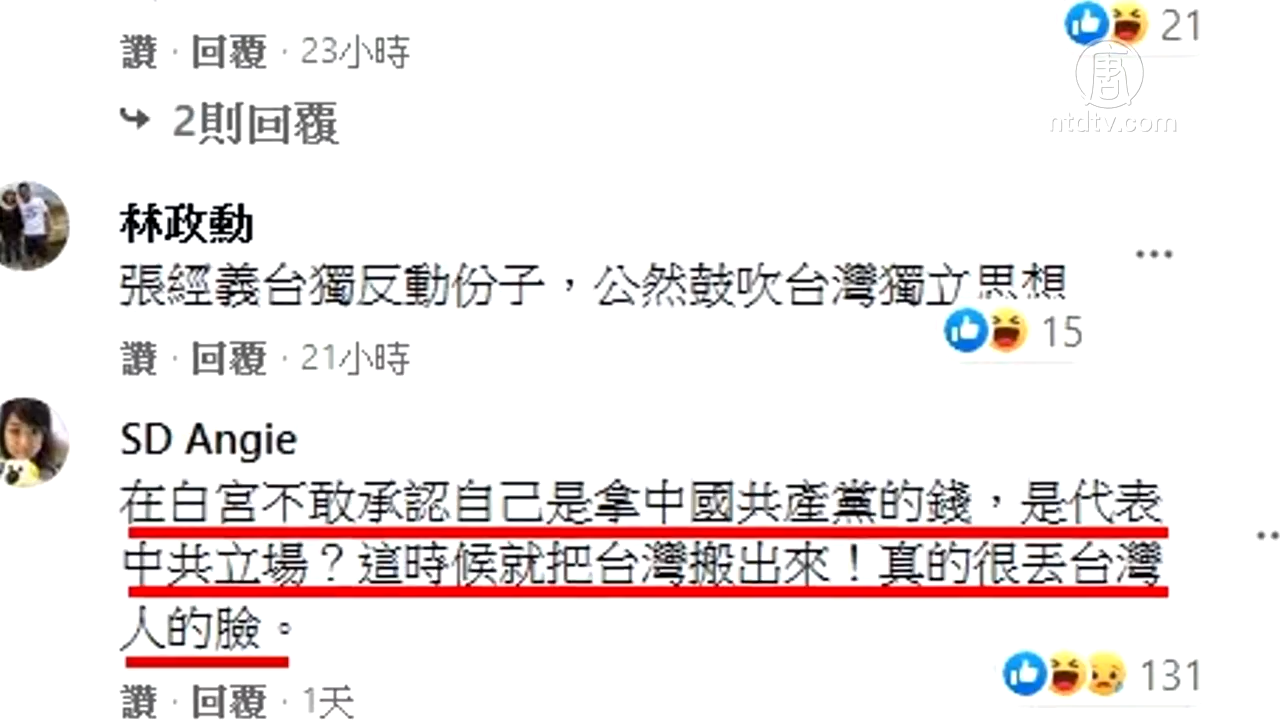 21
唐
讚 · 回覆 · 23小時
ntdtv.com
2則回覆
林政動
張經義台獨反動份子，公然鼓吹台灣獨立思想
15
讚 · 回覆 · 21小時
SD Angie
在白宮不敢承認自己是拿中國共產黨的錢，是代表
中共立場？這時候就把台灣搬出來！真的很丟台灣
人的臉。
131
讚 · 回覆 · 1天